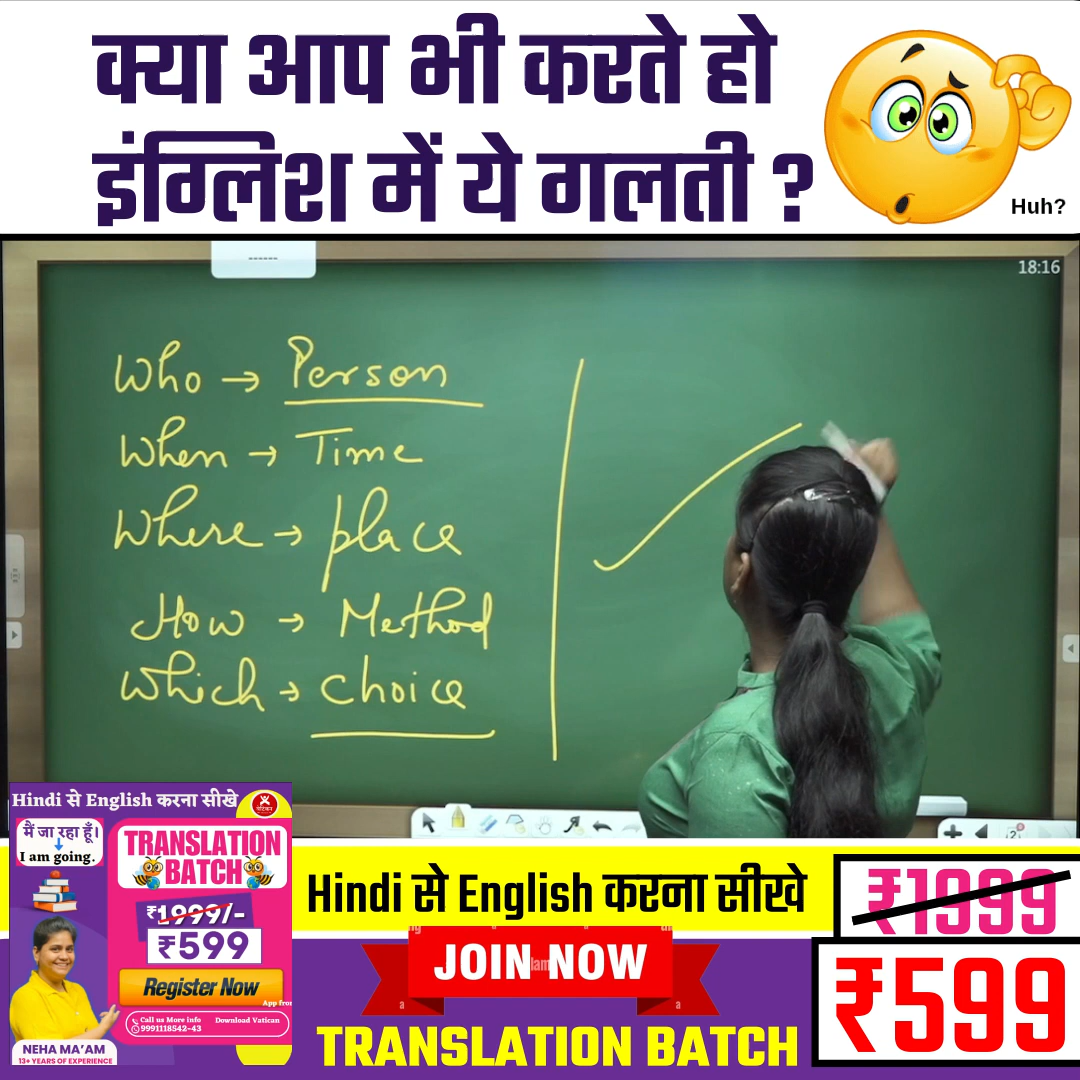 क्या आप भी करते हो
इंग्लिश में ये गलती ?
Huh?
18:16
Who → Person
When → Time
Where → place
How → Method
Which → choice
Hindi से English करना सीखे
मैं जा रहा हूँ।
I am going.
TRANSLATION
BATCH
₹1999/-
₹599
Register Now
Call us More info
9991118542-43
Download Vatican
NEHA MA'AM
13+ YEARS OF EXPERIENCE
Hindi से English करना सीखे
₹1999
JOIN NOW
₹599
TRANSLATION BATCH